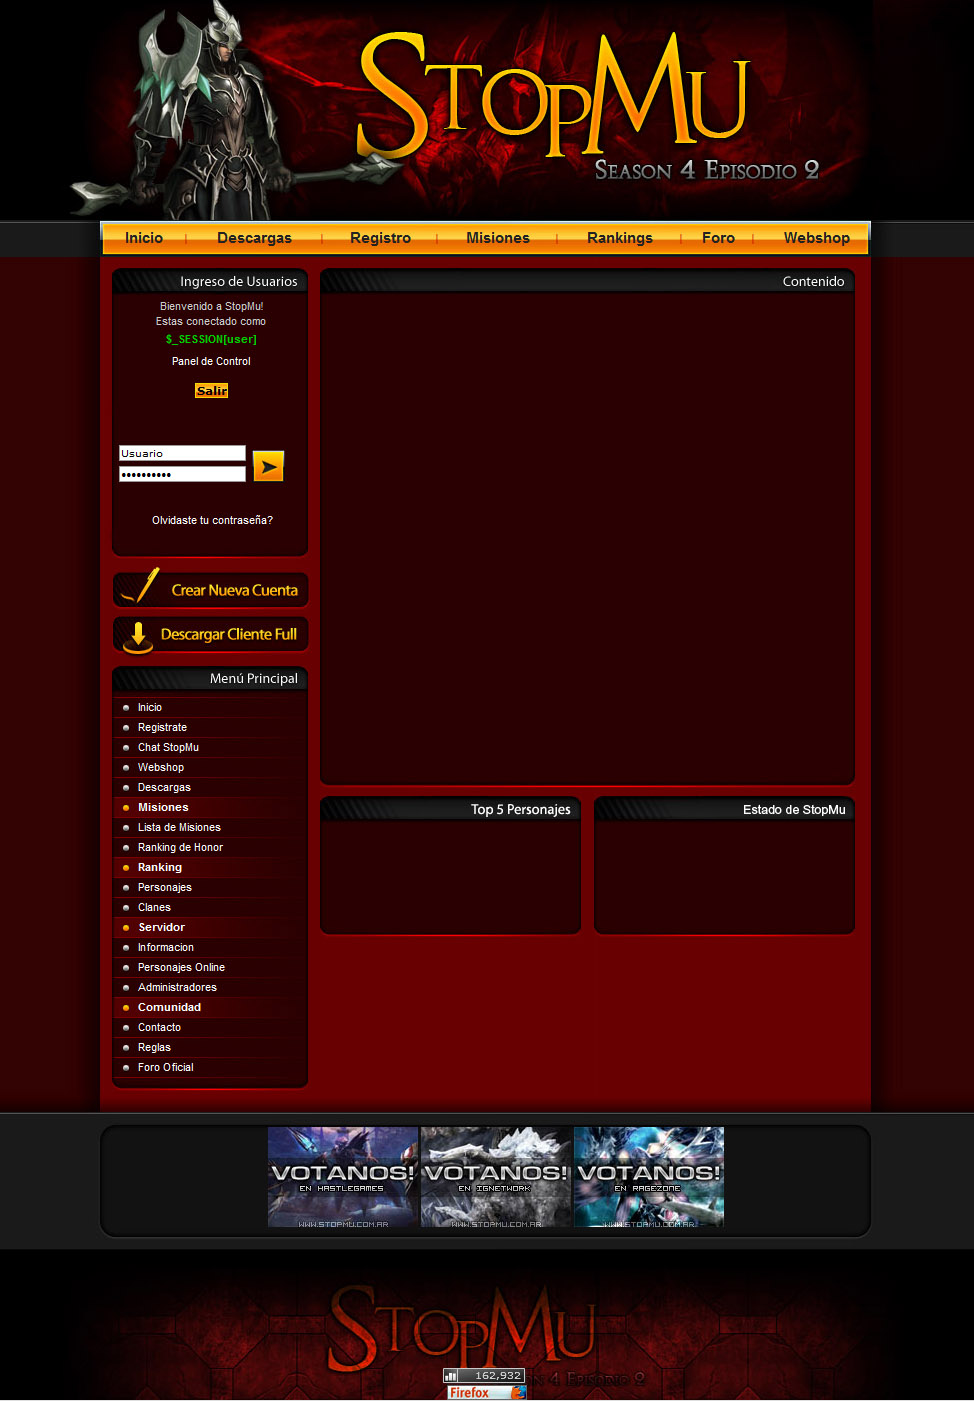 StopMu
Season 4 Episodio 2
Inicio | Descargas | Registro | Misiones | Rankings | Foro | Webshop
Ingreso de Usuarios
Bienvenido a StopMu!
Estas conectado como
$_SESSION[user]
Panel de Control
Salir
Usuario
••••••••••
Olvidaste tu contraseña?
Crear Nueva Cuenta
Descargar Cliente Full
Menú Principal
Inicio
Registrate
Chat StopMu
Webshop
Descargas
Misiones
Lista de Misiones
Ranking de Honor
Ranking
Personajes
Clanes
Servidor
Informacion
Personajes Online
Administradores
Comunidad
Contacto
Reglas
Foro Oficial
Contenido
Top 5 Personajes
Estado de StopMu
VOTANOS!
EN HASTLEGAMES
WWW.STOPMU.COM.AR
VOTANOS!
EN IGNETWORK
WWW.STOPMU.COM.AR
VOTANOS!
EN RAGEZONE
WWW.STOPMU.COM.AR
StopMu
4 Episodio 2
162,932
Firefox